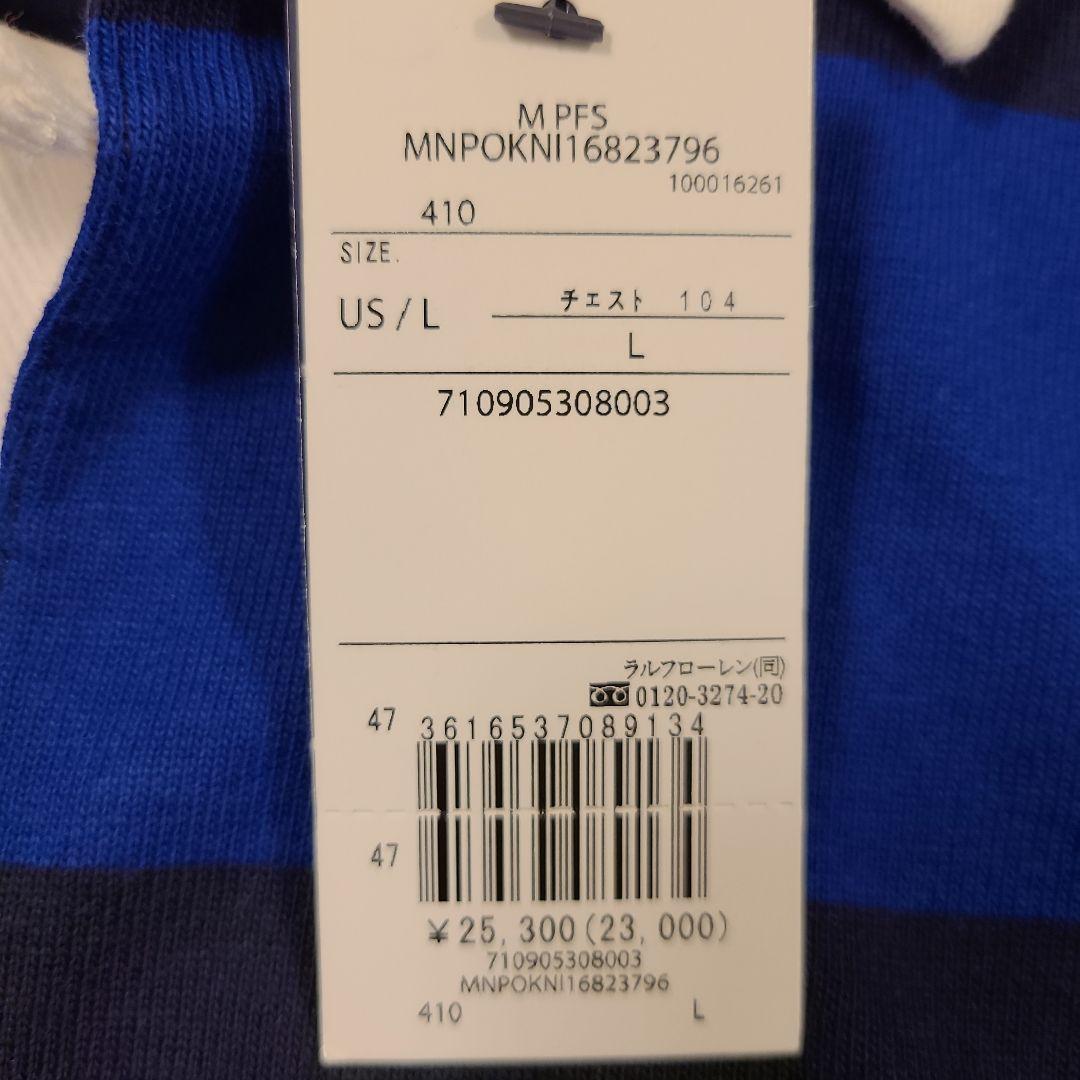 M PFS
MNPOKNI16823796
100016261
410
SIZE.
US / L
チェスト 104
L
710905308003
ラルフローレン(同)
0120-3274-20
47 3616537089134
47
¥25,300(23,000)
710905308003
MNPOKNI16823796
410 L